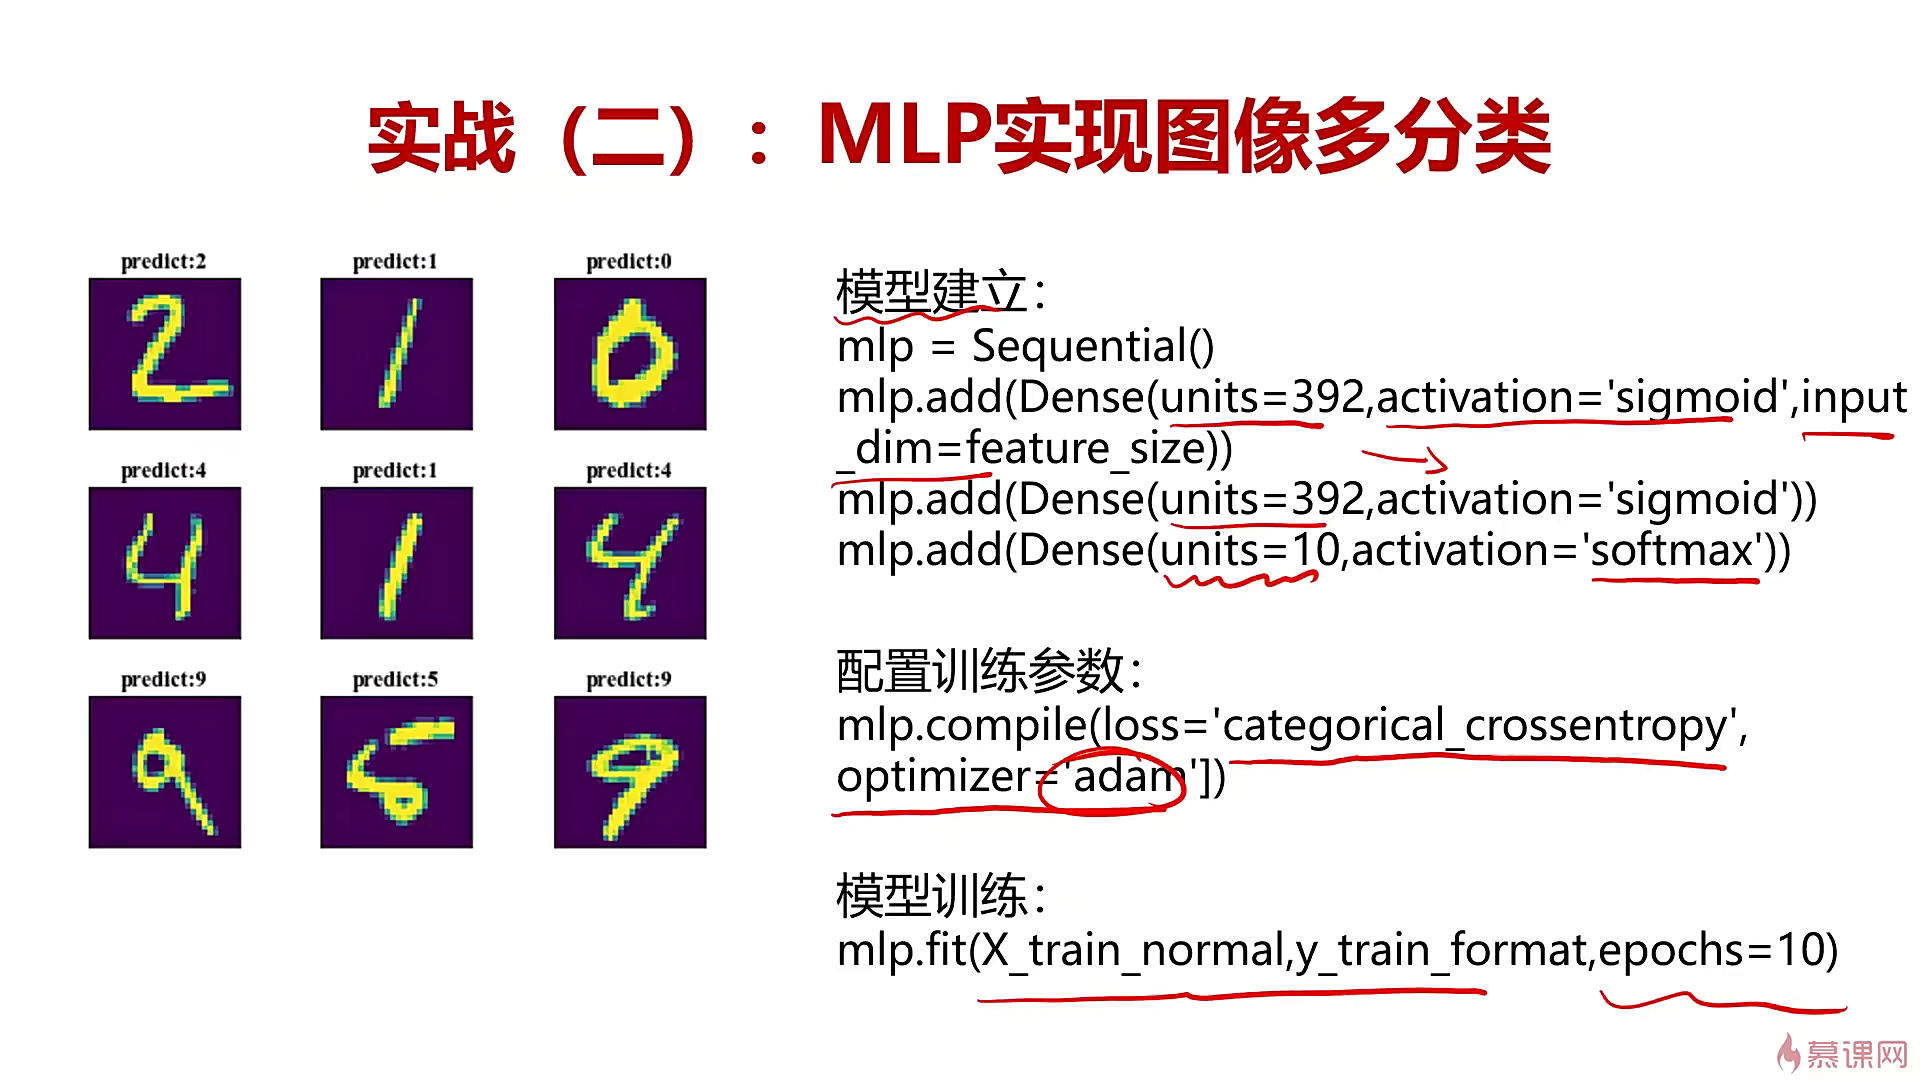 实战（二）：MLP实现图像多分类
predict:2
predict:1
predict:0
predict:4
predict:1
predict:4
predict:9
predict:5
predict:9
模型建立：
mlp = Sequential()
mlp.add(Dense(units=392,activation='sigmoid',input
_dim=feature_size))
mlp.add(Dense(units=392,activation='sigmoid'))
mlp.add(Dense(units=10,activation='softmax'))
配置训练参数：
mlp.compile(loss='categorical_crossentropy',
optimizer='adam'])
模型训练：
mlp.fit(X_train_normal,y_train_format,epochs=10)
慕课网